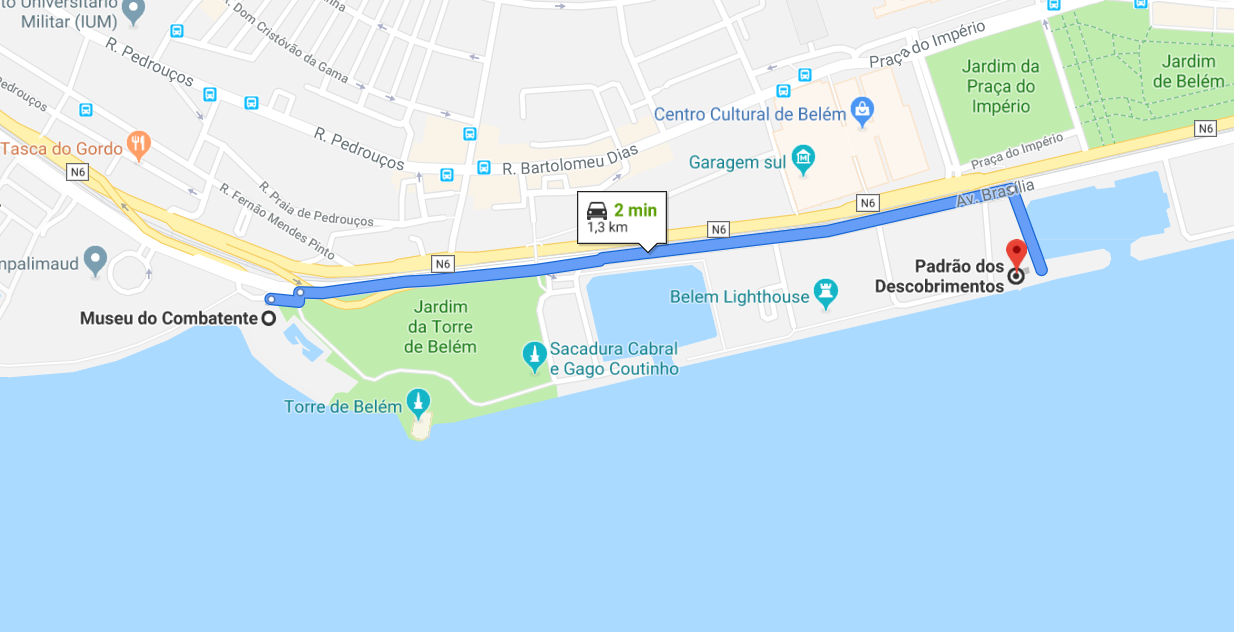 to Universitário
Militar (IUM)
nha
R. Dom Cristóvão da Gama
R. Pedrouços
Praça do Império
Jardim da
Praça do
Império
Jardim
de Belém
Pedrouços
Centro Cultural de Belém
N6
R. Pedrouços
Tasca do Gordo
Praça do Império
R. Bartolomeu Dias
Garagem sul
N6
R. Praia de Pedrouços
R. Fernão Mendes Pinto
Av. Brasília
2 min
1,3 km
N6
N6
N6
mpalimaud
Padrão dos
Descobrimentos
Belem Lighthouse
Museu do Combatente
Jardim
da Torre
de Belém
Sacadura Cabral
e Gago Coutinho
Torre de Belém